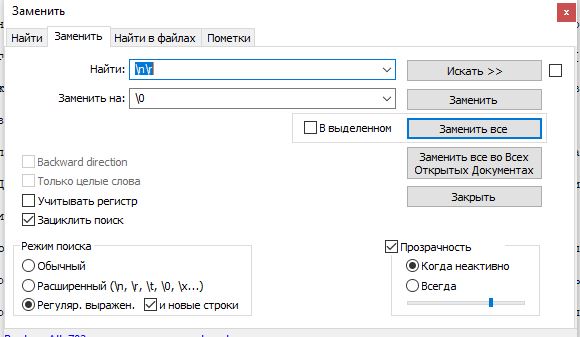 Заменить
Найти Заменить Найти в файлах Пометки
Найти: \n\r Искать >>
Заменить на: \0 Заменить
В выделенном Заменить все
Backward direction Заменить все во Всех
Только целые слова Открытых Документах
Учитывать регистр Закрыть
Зациклить поиск
Режим поиска Прозрачность
Обычный Когда неактивно
Расширенный (\n, \r, \t, \0, \x...) Всегда
Регуляр. выражен. и новые строки